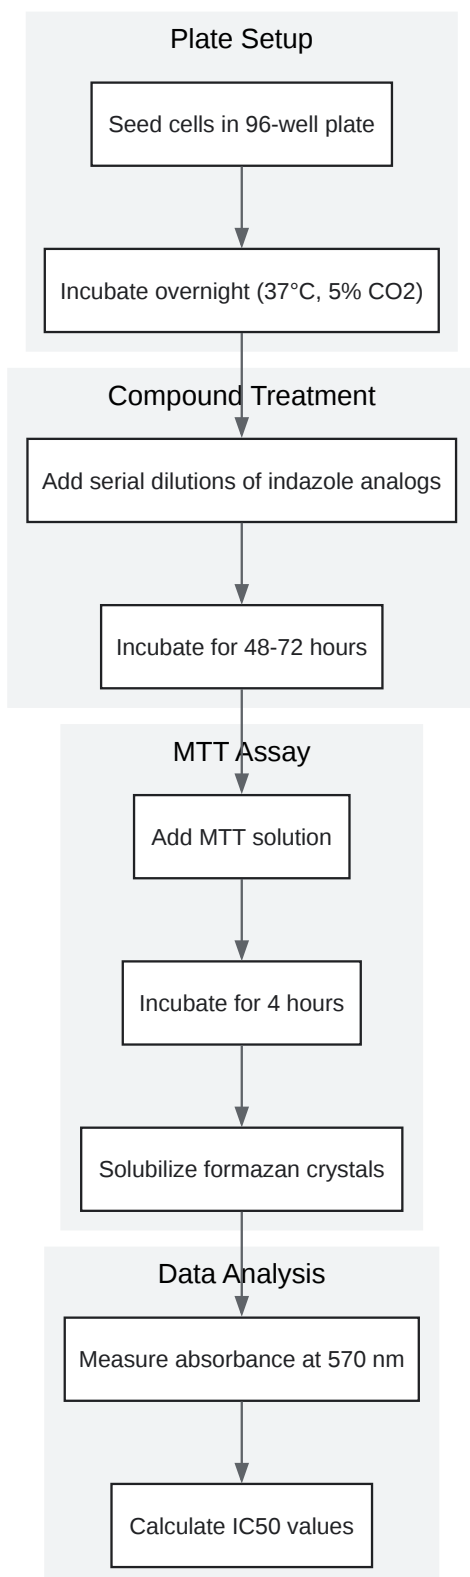 Plate Setup
Seed cells in 96-well plate
Incubate overnight (37°C, 5% CO2)
Compound Treatment
Add serial dilutions of indazole analogs
Incubate for 48-72 hours
MTT Assay
Add MTT solution
Incubate for 4 hours
Solubilize formazan crystals
Data Analysis
Measure absorbance at 570 nm
Calculate IC50 values